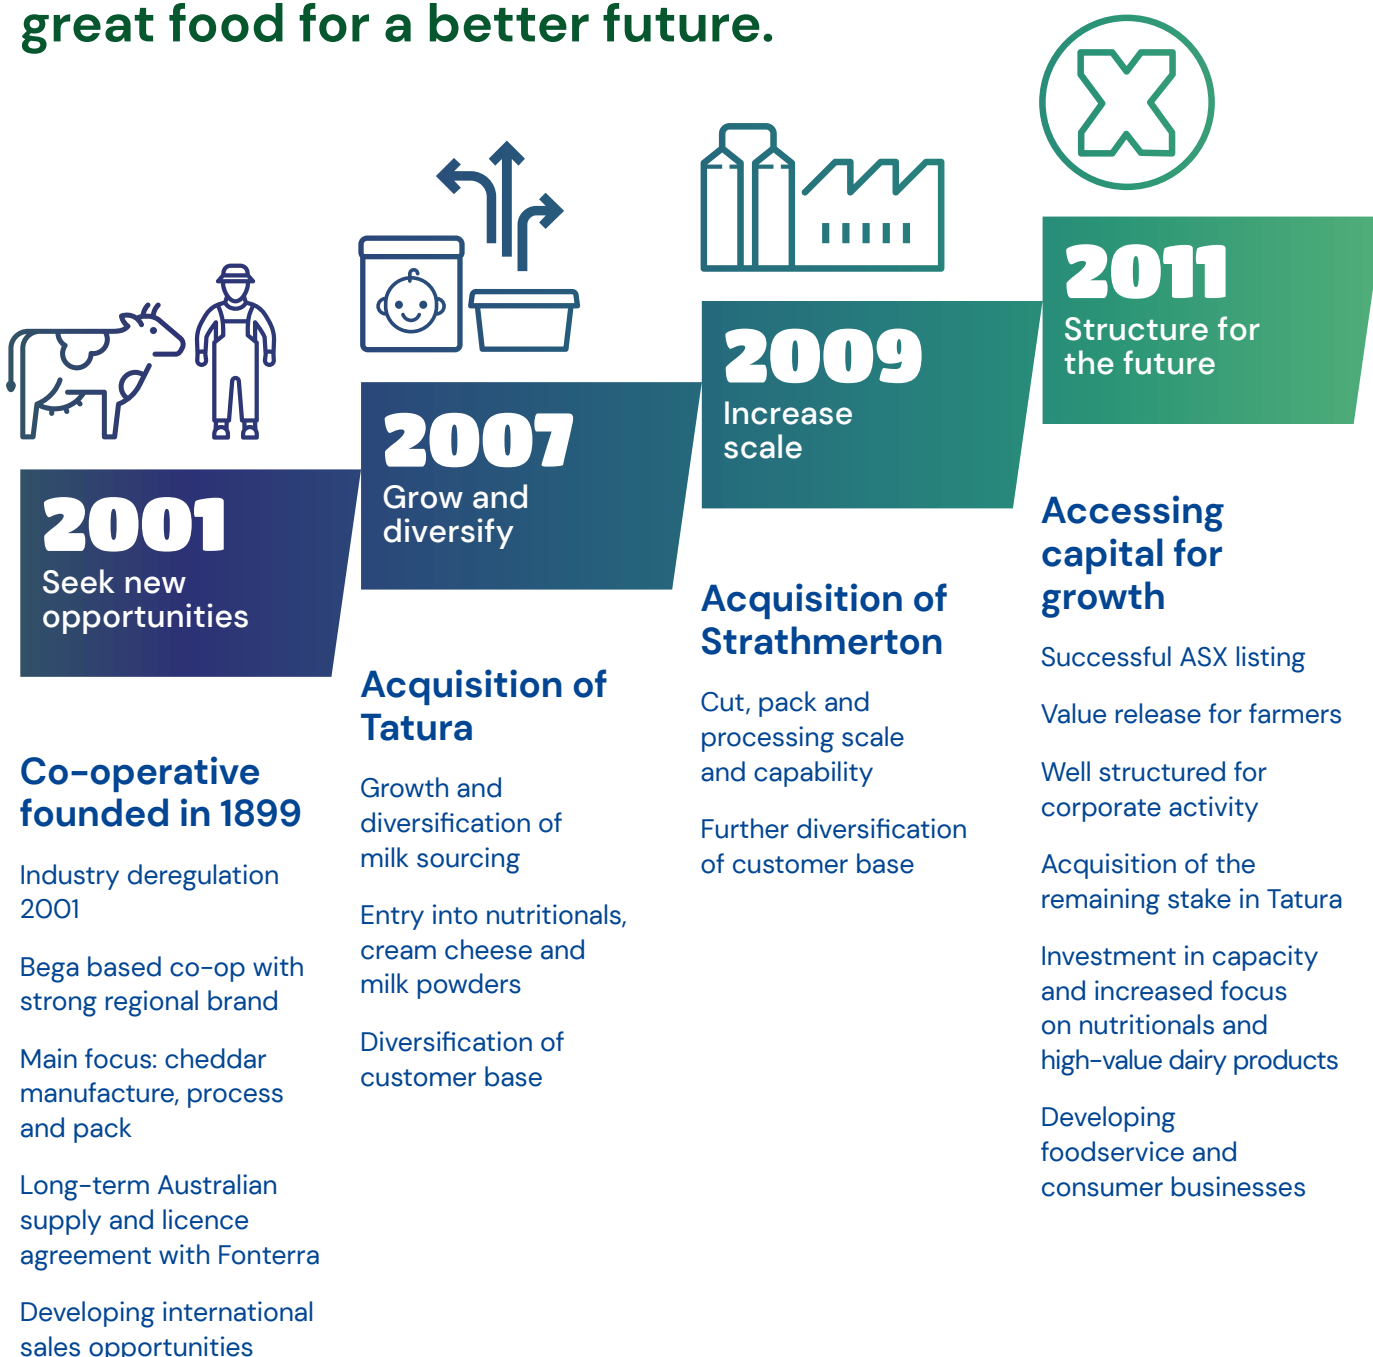 great food for a better future.
2001
Seek new
opportunities
Co-operative
founded in 1899
Industry deregulation
2001
Bega based co-op with
strong regional brand
Main focus: cheddar
manufacture, process
and pack
Long-term Australian
supply and licence
agreement with Fonterra
Developing international
sales opportunities
2007
Grow and
diversify
Acquisition of
Tatura
Growth and
diversification of
milk sourcing
Entry into nutritionals,
cream cheese and
milk powders
Diversification of
customer base
2009
Increase
scale
Acquisition of
Strathmerton
Cut, pack and
processing scale
and capability
Further diversification
of customer base
2011
Structure for
the future
Accessing
capital for
growth
Successful ASX listing
Value release for farmers
Well structured for
corporate activity
Acquisition of the
remaining stake in Tatura
Investment in capacity
and increased focus
on nutritionals and
high-value dairy products
Developing
foodservice and
consumer businesses